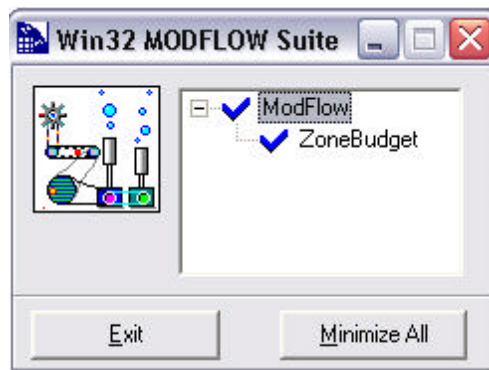 Win32 MODFLOW Suite
ModFlow
ZoneBudget
Exit
Minimize All